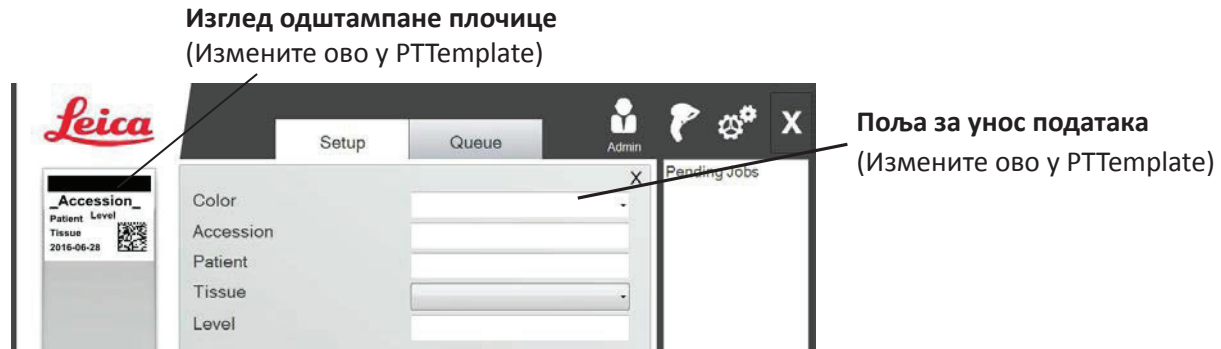 Изглед одштампане плочице
(Измените ово у PTTemplate)
Leica
Setup
Queue
Admin
X
Поља за унос података
(Измените ово у PTTemplate)
_Accession_
Patient Level
Tissue
2016-06-28
X
Pending Jobs
Color
Accession
Patient
Tissue
Level